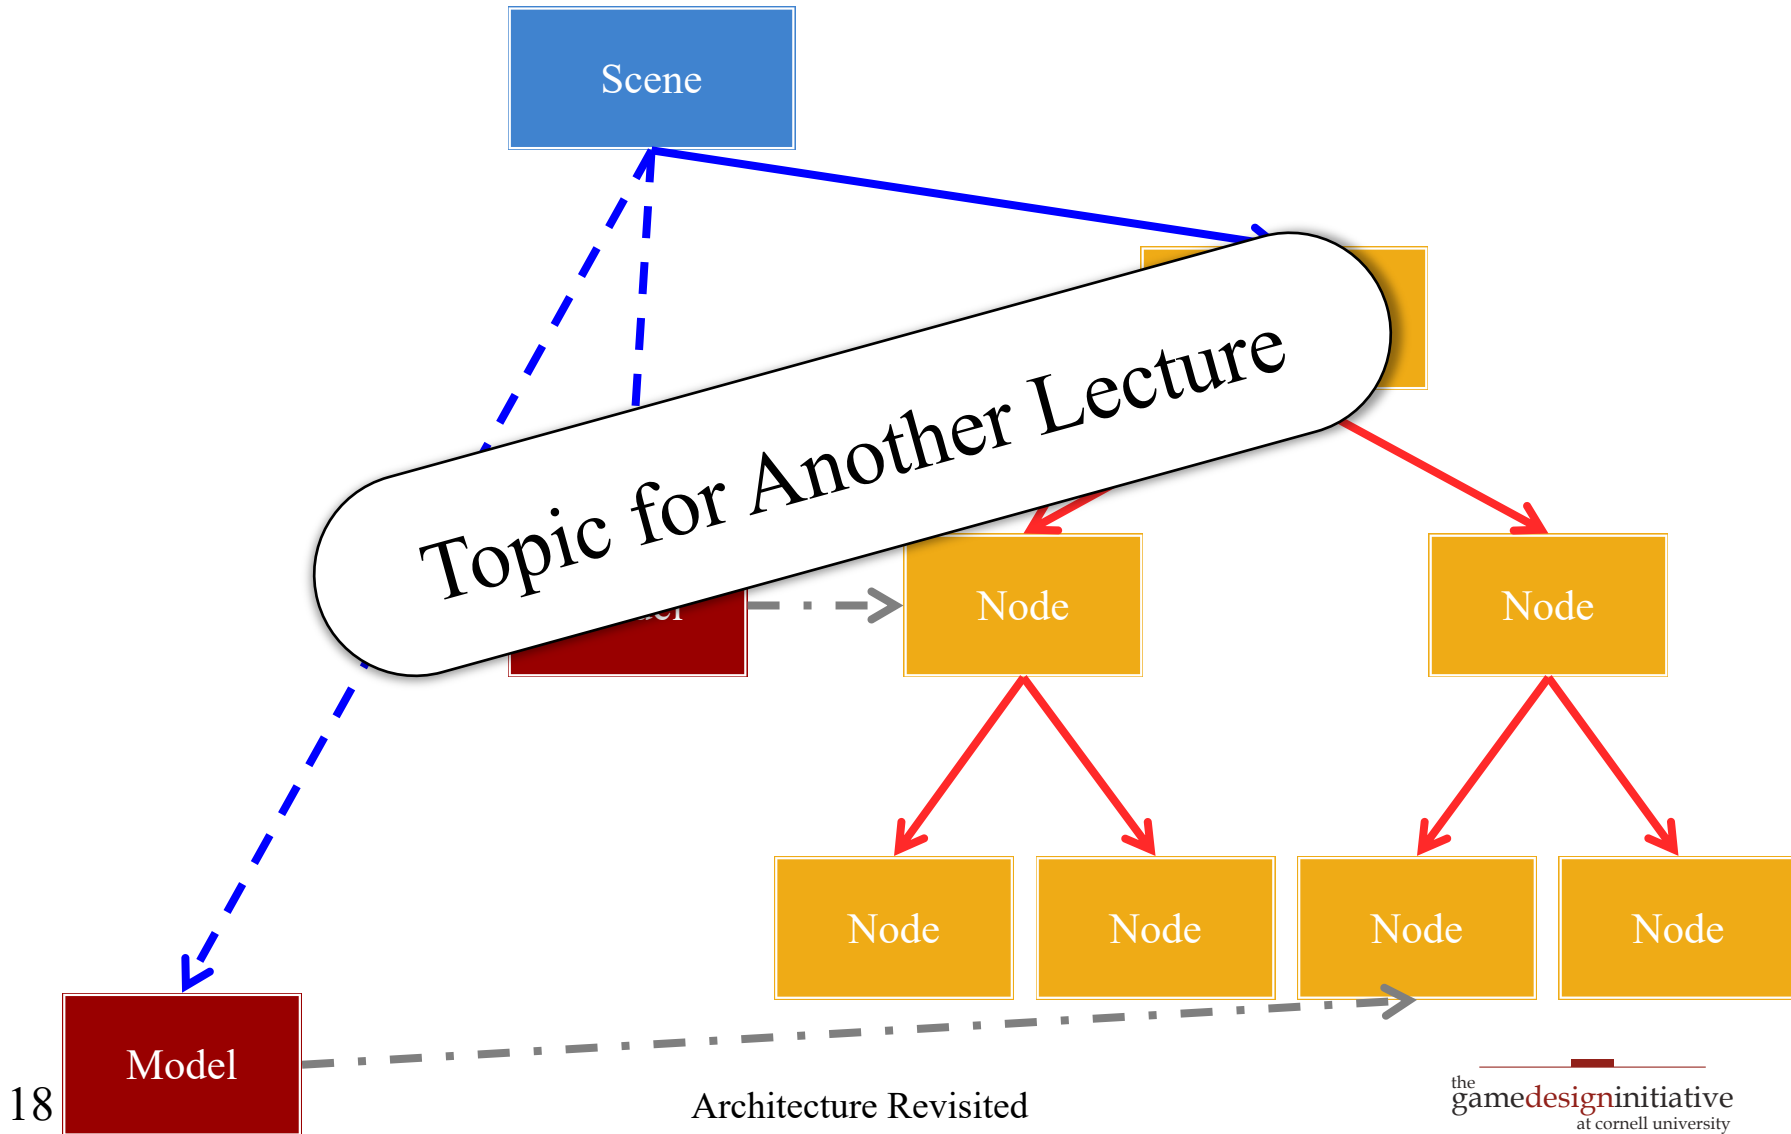 Scene
Topic for Another Lecture
Node
Node
Node
Node
Node
Node
Model
18
Architecture Revisited
the
gamedesigninitiative
at cornell university